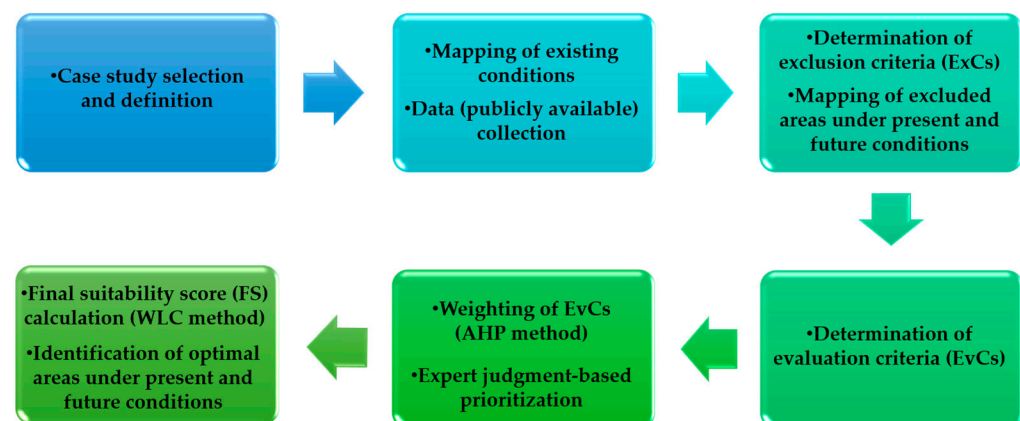 •Case study selection
and definition
•Mapping of existing
conditions
•Data (publicly available)
collection
•Determination of
exclusion criteria (ExCs)
•Mapping of excluded
areas under present and
future conditions
•Determination of
evaluation criteria (EvCs)
•Weighting of EvCs
(AHP method)
•Expert judgment-based
prioritization
•Final suitability score (FS)
calculation (WLC method)
•Identification of optimal
areas under present and
future conditions